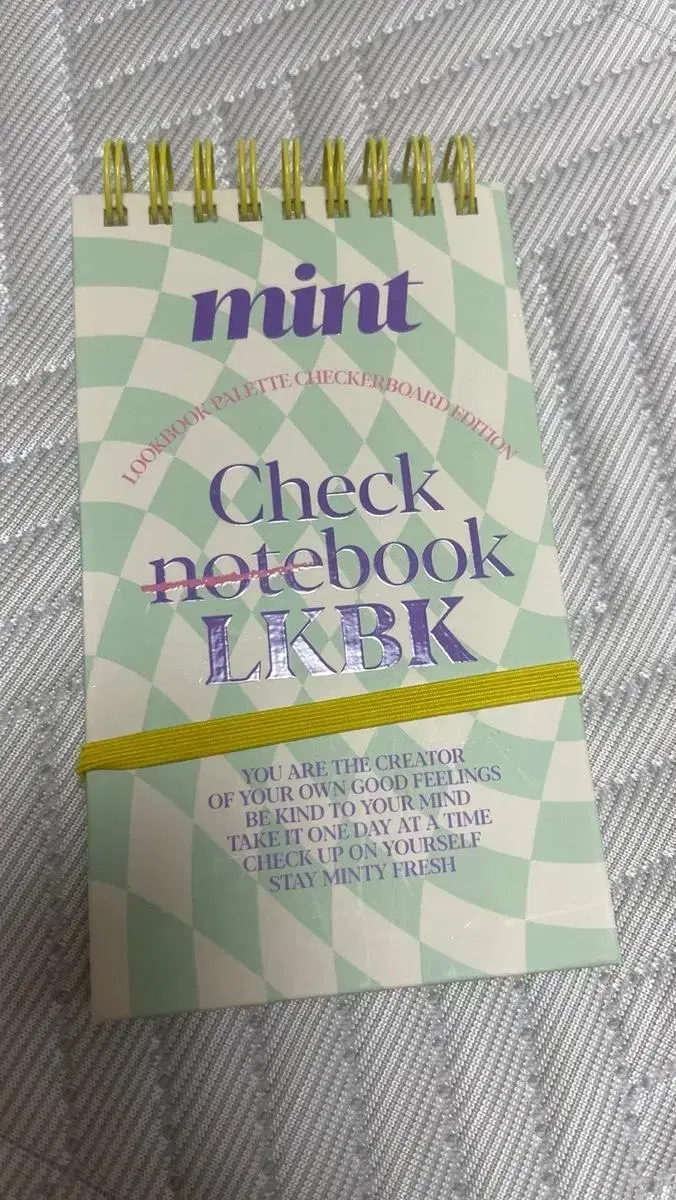 mint
LOOKBOOK PALETTE CHECKERBOARD EDITION
Check
notebook
LKBK
YOU ARE THE CREATOR
OF YOUR OWN GOOD FEELINGS
BE KIND TO YOUR MIND
TAKE IT ONE DAY AT A TIME
CHECK UP ON YOURSELF
STAY MINTY FRESH